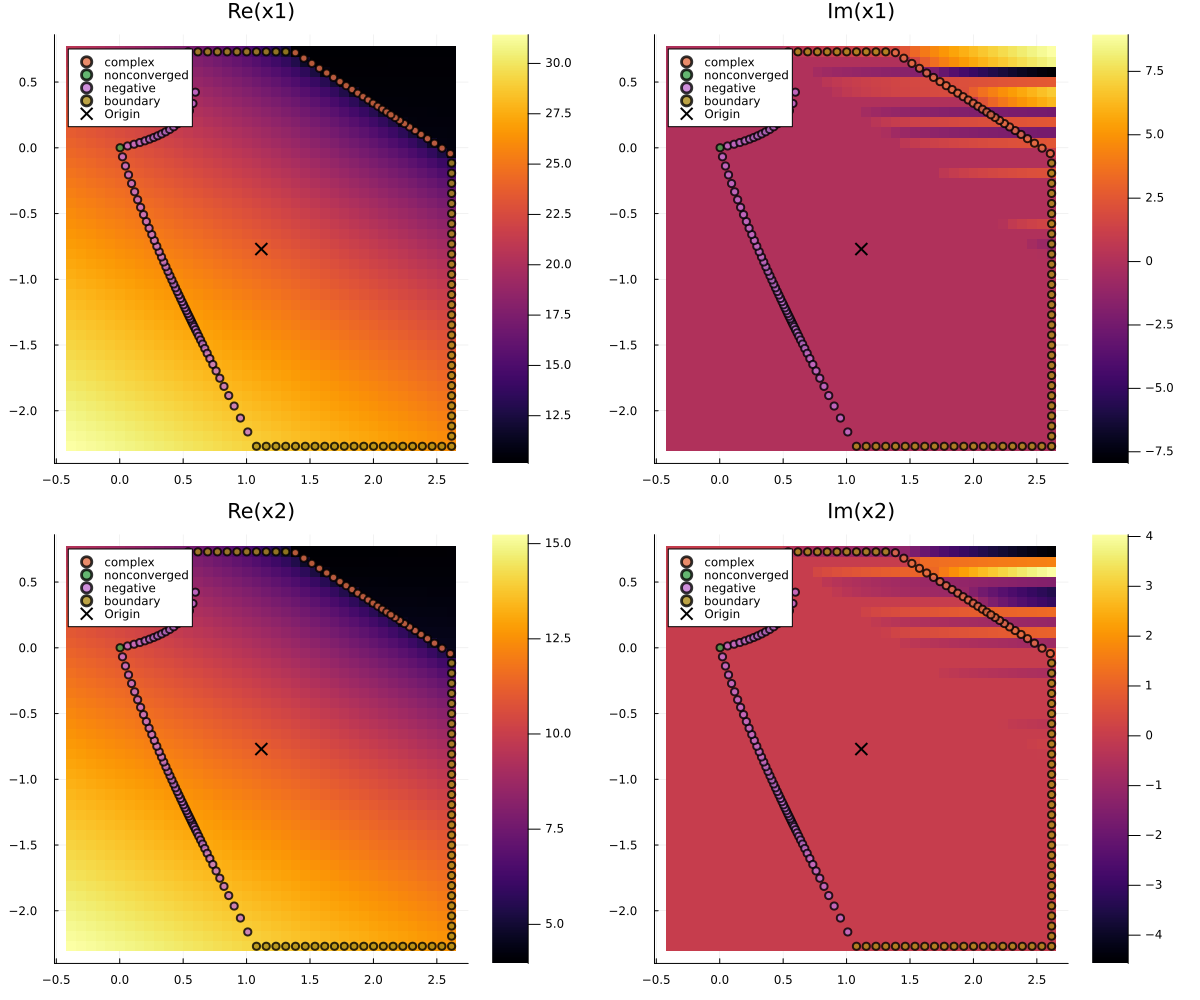 Re(x1)
0.5
0.0
−0.5
−1.0
−1.5
−2.0
−0.5 0.0 0.5 1.0 1.5 2.0 2.5
complex
nonconverged
negative
boundary
Origin
30.0
27.5
25.0
22.5
20.0
17.5
15.0
12.5
Im(x1)
0.5
0.0
−0.5
−1.0
−1.5
−2.0
−0.5 0.0 0.5 1.0 1.5 2.0 2.5
complex
nonconverged
negative
boundary
Origin
7.5
5.0
2.5
0
−2.5
−5.0
−7.5
Re(x2)
0.5
0.0
−0.5
−1.0
−1.5
−2.0
−0.5 0.0 0.5 1.0 1.5 2.0 2.5
complex
nonconverged
negative
boundary
Origin
15.0
12.5
10.0
7.5
5.0
Im(x2)
0.5
0.0
−0.5
−1.0
−1.5
−2.0
−0.5 0.0 0.5 1.0 1.5 2.0 2.5
complex
nonconverged
negative
boundary
Origin
4
3
2
1
0
−1
−2
−3
−4